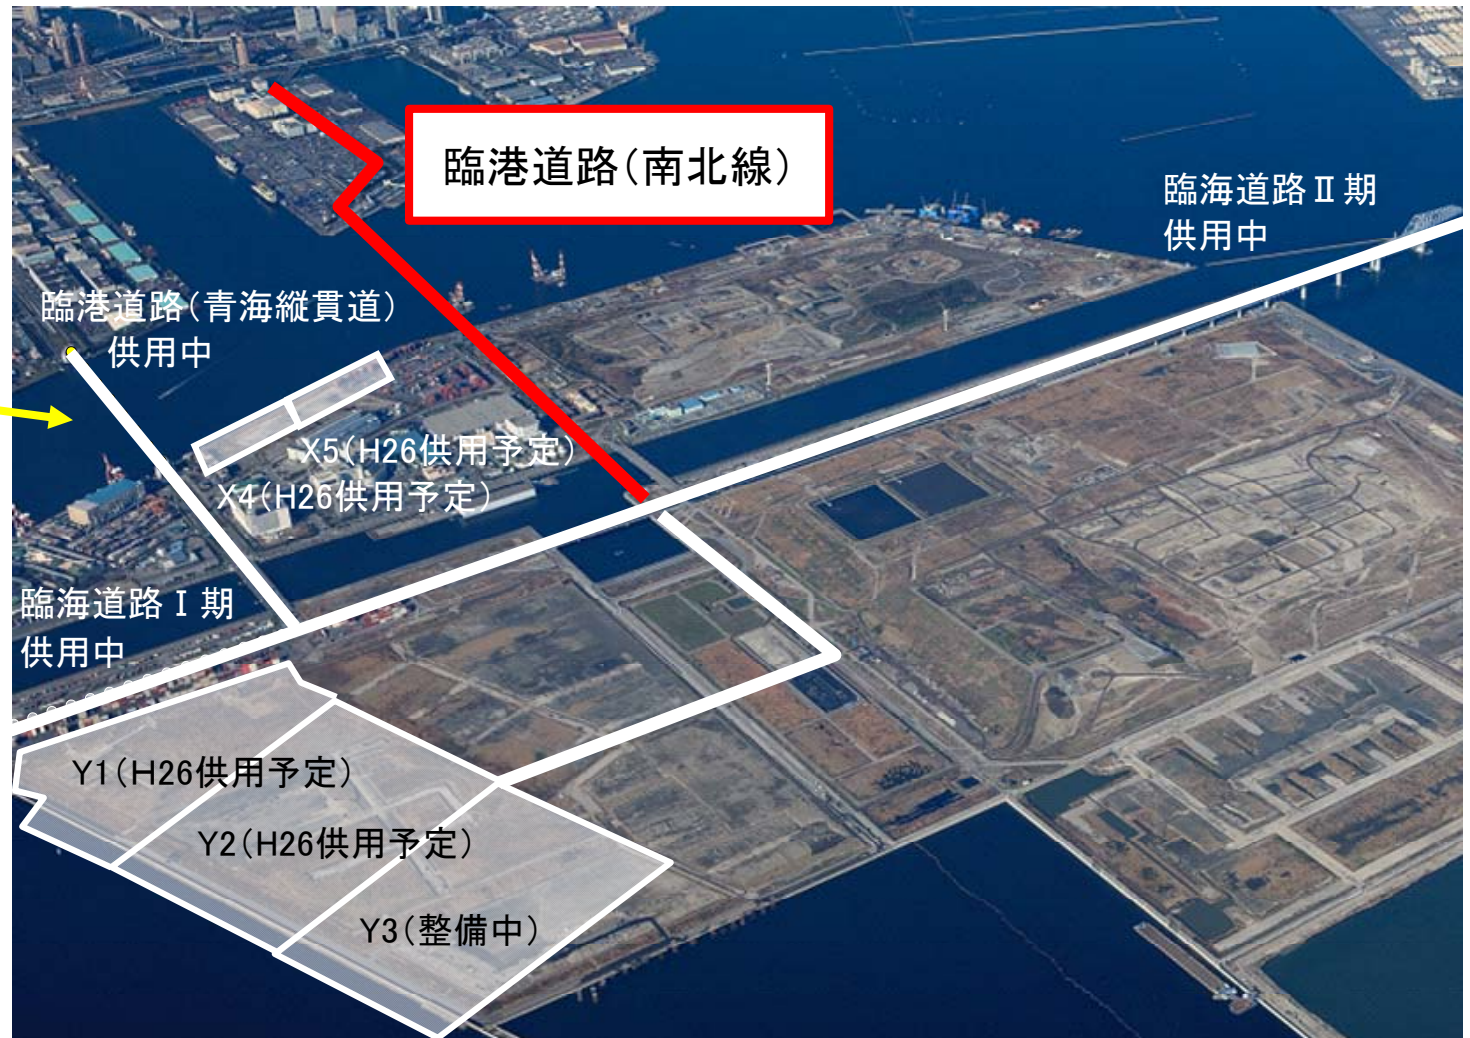 臨港道路(南北線)
臨海道路Ⅱ期
供用中
臨港道路(青海縦貫道)
供用中
X5(H26供用予定)
X4(H26供用予定)
臨海道路Ⅰ期
供用中
Y1(H26供用予定)
Y2(H26供用予定)
Y3(整備中)